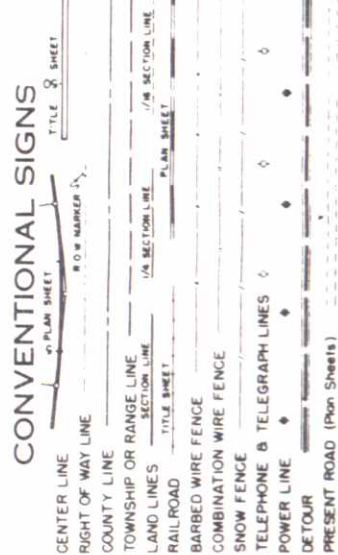 CONVENTIONAL SIGNS
CENTER LINE PLAN SHEET TITLE & SHEET
RIGHT OF WAY LINE ROW MARKER
COUNTY LINE
TOWNSHIP OR RANGE LINE
LAND LINES SECTION LINE 1/4 SECTION LINE 1/16 SECTION LINE
RAILROAD TITLE SHEET PLAN SHEET
BARBED WIRE FENCE
COMBINATION WIRE FENCE
SNOW FENCE
TELEPHONE & TELEGRAPH LINES
POWER LINE
DETOUR
PRESENT ROAD (Plan Sheets)